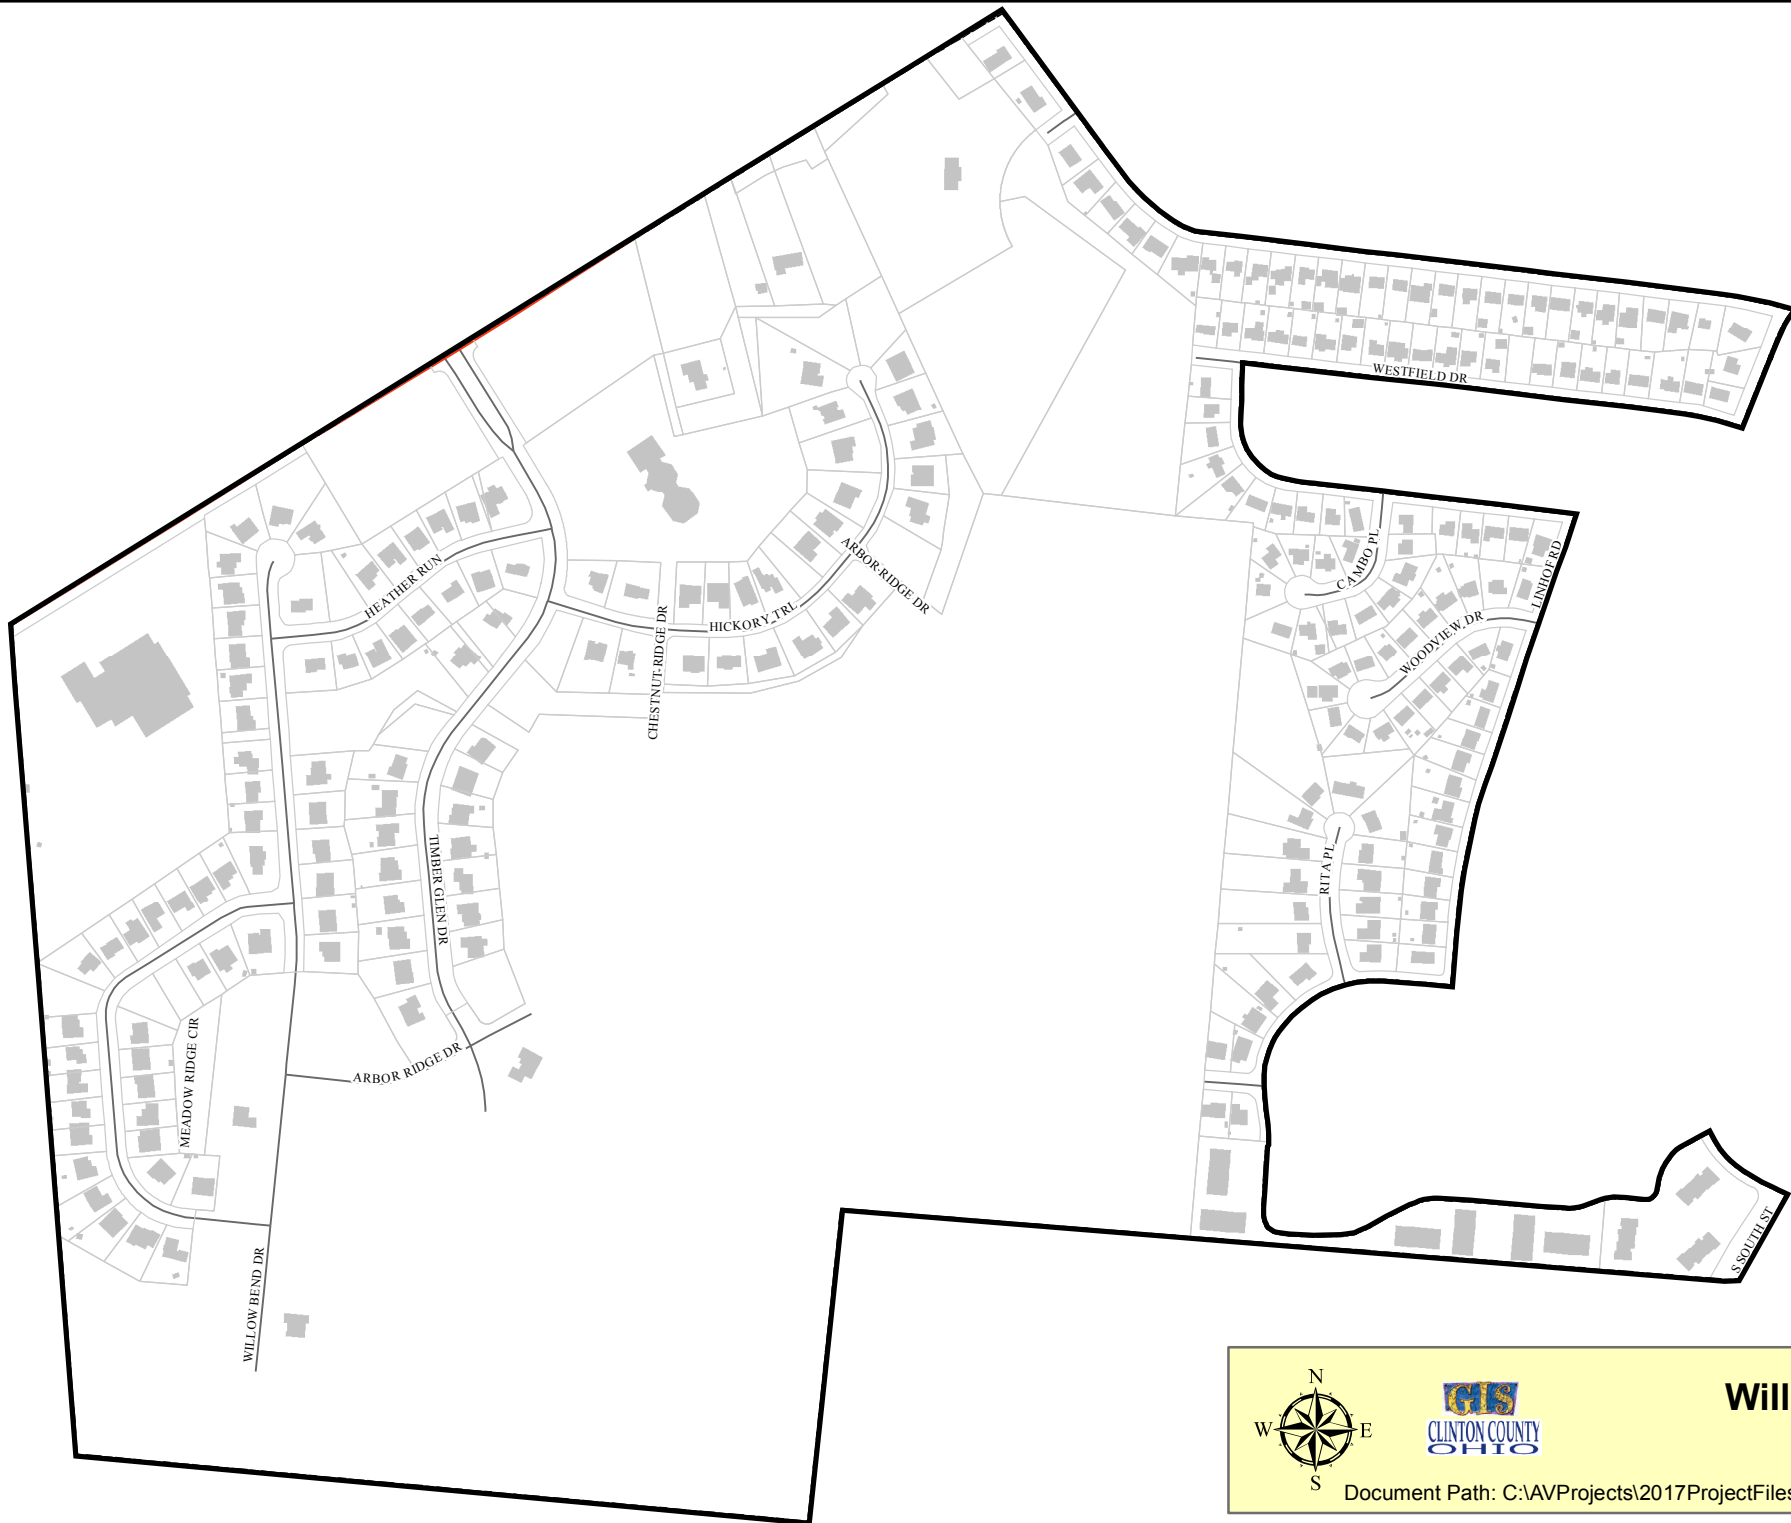 WESTFIELD DR
LINHOF RD
CAMBO PL
WOODVIEW DR
HEATHER RUN
ARBOR-RIDGE DR
HICKORY TRL
CHESTNUT-RIDGE DR
TIMBER GLEN DR
RITA PL
MEADOW RIDGE CIR
ARBOR RIDGE DR
WILLOW BEND DR
S SOUTH ST
N
W E
S
GIS
CLINTON COUNTY
OHIO
Will
Document Path: C:\AVProjects\2017ProjectFiles